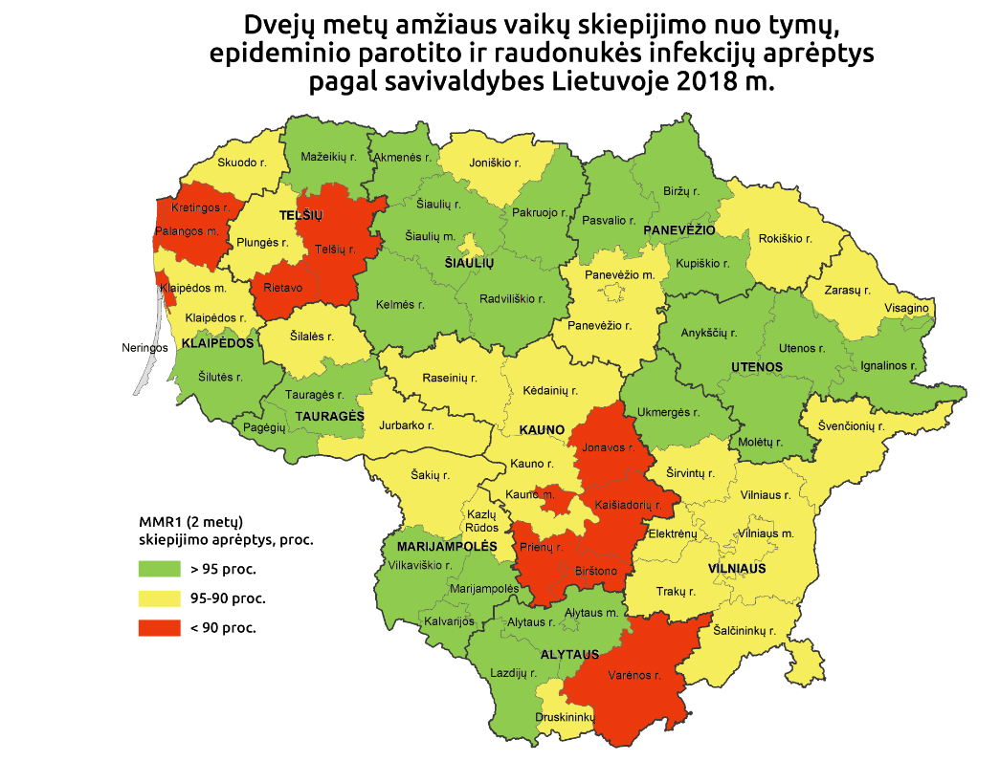 Dvejų metų amžiaus vaikų skiepijimo nuo tymų,
epideminio parotito ir raudonukės infekcijų aprėptys
pagal savivaldybes Lietuvoje 2018 m.
Mažeikių r.
Akmenės r.
Skuodo r.
Joniškio r.
Biržų r.
Kretingos r.
Šiaulių r.
TELŠIŲ
Pakruojo r.
Pasvalio r.
Palangos m.
PANEVĖŽIO
Šiaulių m.
Plungės r.
Rokiškio r.
Telšių r.
ŠIAULIŲ
Kupiškio r.
Panevėžio m.
Klaipėdos m.
Rietavo
Zarasų r.
Radviliškio r.
Kelmės r.
Visagino
Klaipėdos r.
Panevėžio r.
Anykščių r.
Šilalės r.
KLAIPĖDOS
Neringos
Utenos r.
UTENOS
Ignalinos r.
Šilutės r.
Raseinių r.
Kėdainių r.
Tauragės r.
Ukmergės r.
TAURAGĖS
Pagėgių
Jurbarko r.
Švenčionių r.
KAUNO
Molėtų r.
Jonavos r.
Kauno r.
Šakių r.
Širvintų r.
Kauno m.
Vilniaus r.
Kaišiadorių r.
Kazlų
Rūdos
MMR1 (2 metų)
skiepijimo aprėptys, proc.
Elektrėnų
Vilniaus m.
MARIJAMPOLĖS
Prienų r.
Vilkaviškio r.
> 95 proc.
Birštono
VILNIAUS
Marijampolės
Trakų r.
95-90 proc.
Alytaus m.
Kalvarijos
Alytaus r.
< 90 proc.
Šalčininkų r.
ALYTAUS
Lazdijų r.
Varėnos r.
Druskininkų